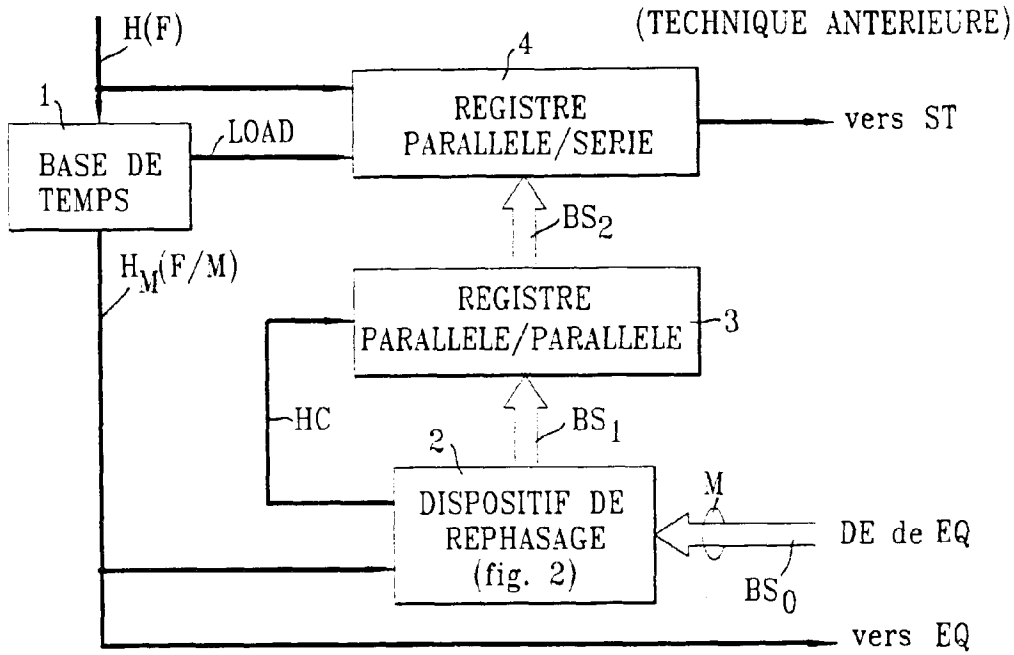 (TECHNIQUE ANTERIEURE)
H(F)
4
1
REGISTRE
PARALLELE/SERIE
vers ST
LOAD
BASE DE
TEMPS
BS2
HM(F/M)
REGISTRE
PARALLELE/PARALLELE
3
HC
BS1
2
M
DISPOSITIF DE
REPHASAGE
(fig. 2)
DE de EQ
BS0
vers EQ